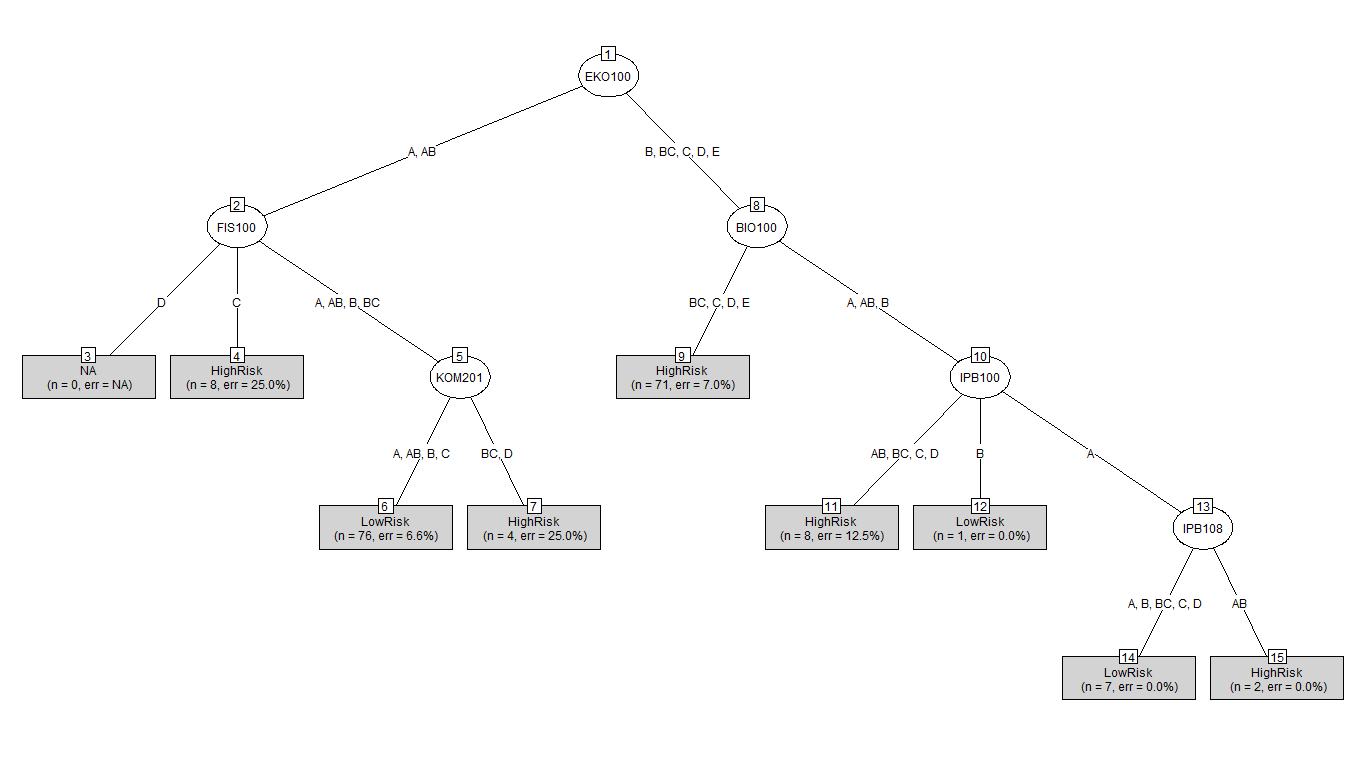 1
EKO100
A, AB
B, BC, C, D, E
2
FIS100
8
BIO100
D
C
A, AB, B, BC
BC, C, D, E
A, AB, B
3
NA
(n = 0, err = NA)
4
HighRisk
(n = 8, err = 25.0%)
5
KOM201
9
HighRisk
(n = 71, err = 7.0%)
10
IPB100
A, AB, B, C
BC, D
AB, BC, C, D
B
A
6
LowRisk
(n = 76, err = 6.6%)
7
HighRisk
(n = 4, err = 25.0%)
11
HighRisk
(n = 8, err = 12.5%)
12
LowRisk
(n = 1, err = 0.0%)
13
IPB108
A, B, BC, C, D
AB
14
LowRisk
(n = 7, err = 0.0%)
15
HighRisk
(n = 2, err = 0.0%)